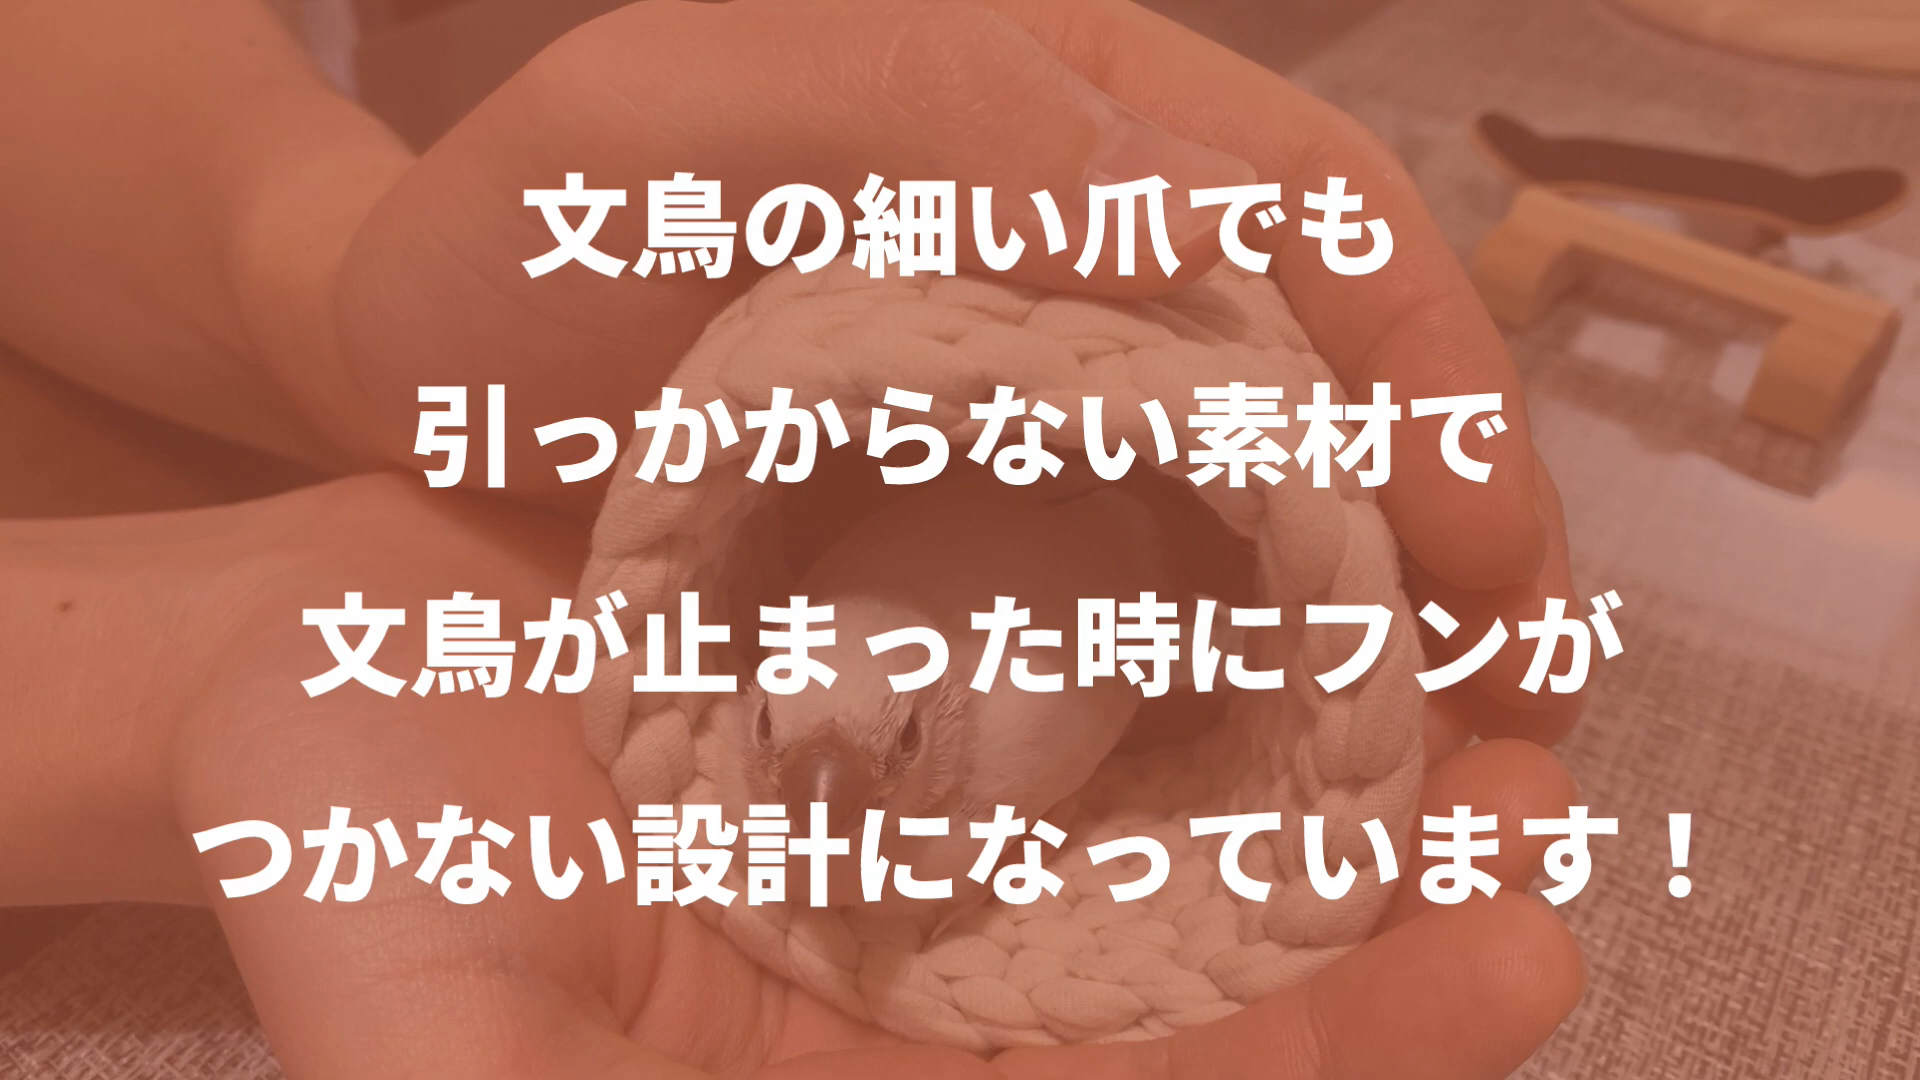 文鳥の細い爪でも
引っかからない素材で
文鳥が止まった時にフンが
つかない設計になっています！